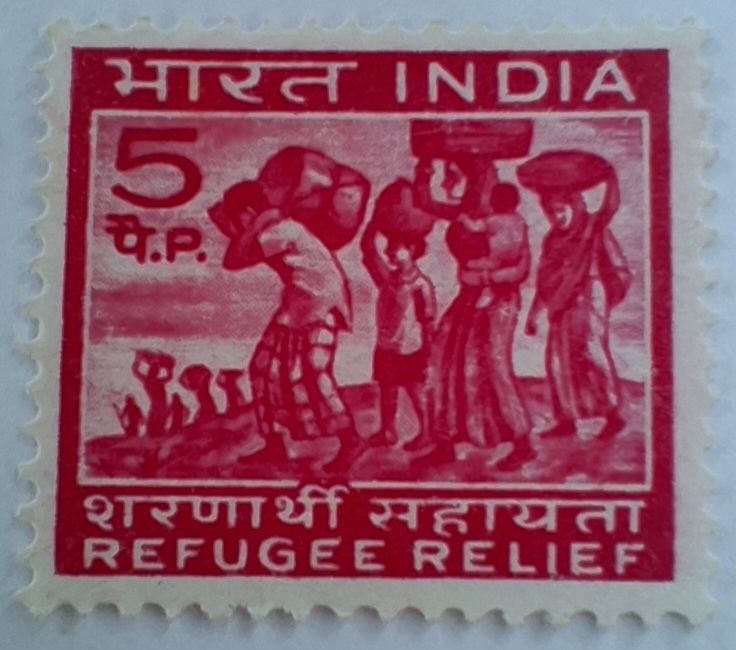 भारत INDIA
5
पै.P.
शरणार्थी सहायता
REFUGEE RELIEF